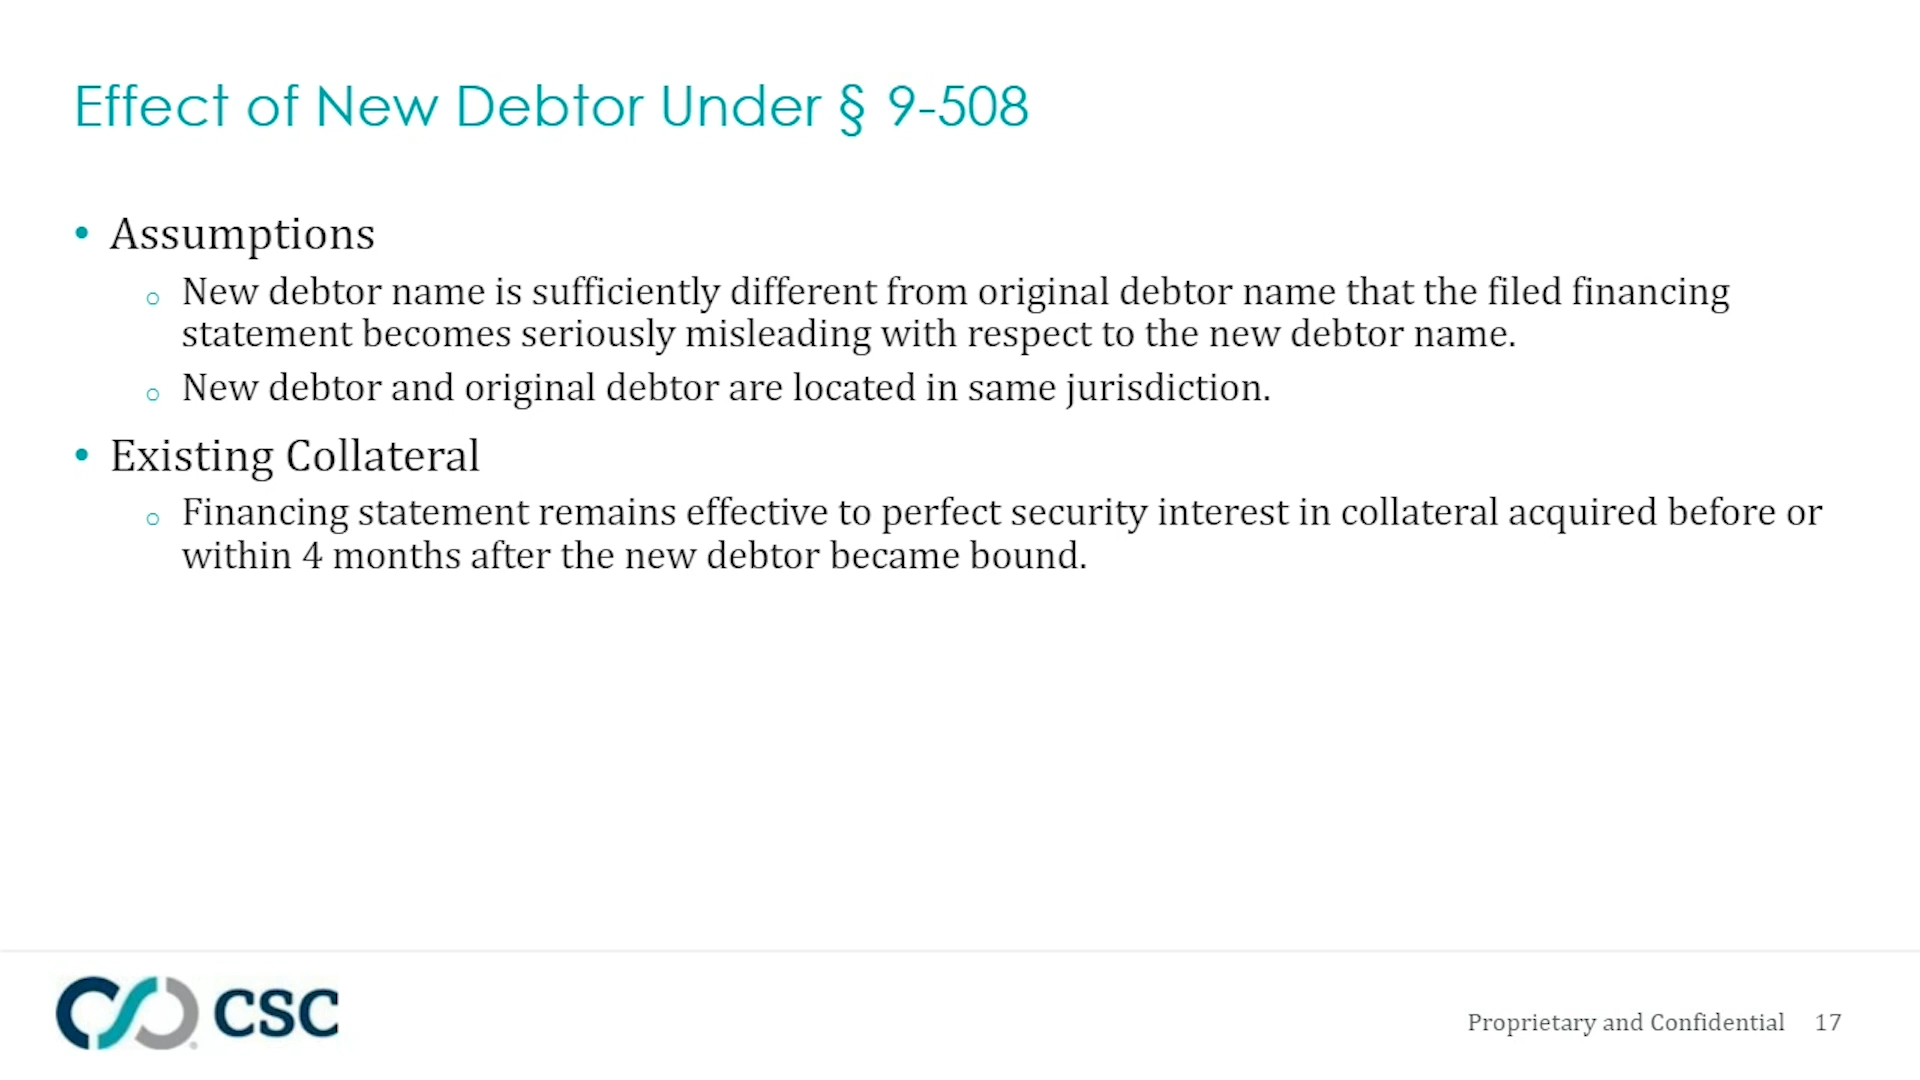 Effect of New Debtor Under § 9-508
• Assumptions
○ New debtor name is sufficiently different from original debtor name that the filed financing
statement becomes seriously misleading with respect to the new debtor name.
○ New debtor and original debtor are located in same jurisdiction.
• Existing Collateral
○ Financing statement remains effective to perfect security interest in collateral acquired before or
within 4 months after the new debtor became bound.
CSC
Proprietary and Confidential 17